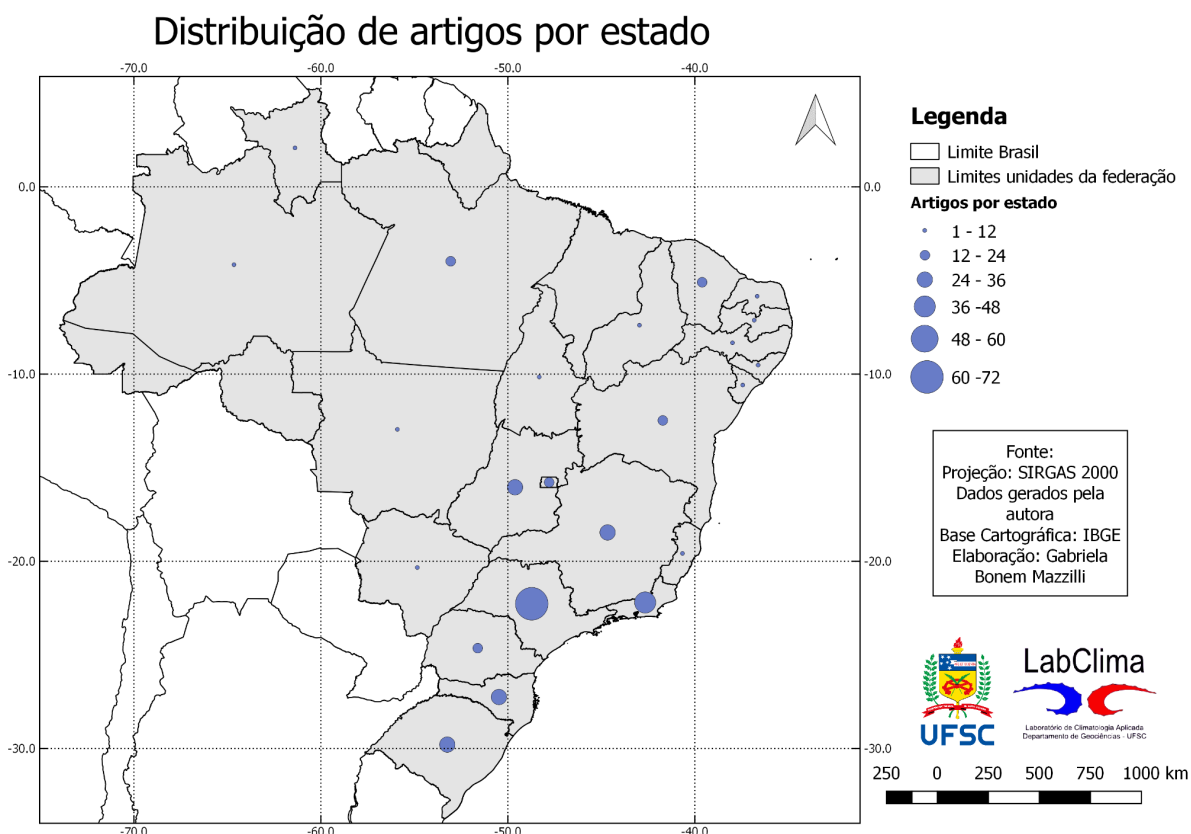 Distribuição de artigos por estado
-70.0
-60.0
-50.0
-40.0
0.0
0.0
-10.0
-10.0
-20.0
-20.0
-30.0
-30.0
-70.0
-60.0
-50.0
-40.0
Legenda
Limite Brasil
Limites unidades da federação
Artigos por estado
1 - 12
12 - 24
24 - 36
36 -48
48 - 60
60 -72
Fonte:
Projeção: SIRGAS 2000
Dados gerados pela
autora
Base Cartográfica: IBGE
Elaboração: Gabriela
Bonem Mazzilli
UFSC
LabClima
Laboratório de Climatologia Aplicada
Departamento de Geociências - UFSC
250 0 250 500 750 1000 km